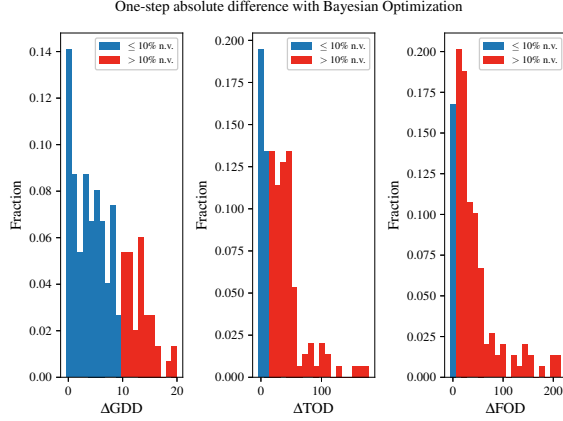 One-step absolute difference with Bayesian Optimization
≤ 10% n.v.
> 10% n.v.
0.14
0.12
0.10
0.08
0.06
0.04
0.02
0.00
Fraction
0
10
20
ΔGDD
≤ 10% n.v.
> 10% n.v.
0.200
0.175
0.150
0.125
0.100
0.075
0.050
0.025
0.000
Fraction
0
100
ΔTOD
≤ 10% n.v.
> 10% n.v.
0.200
0.175
0.150
0.125
0.100
0.075
0.050
0.025
0.000
Fraction
0
100
200
ΔFOD